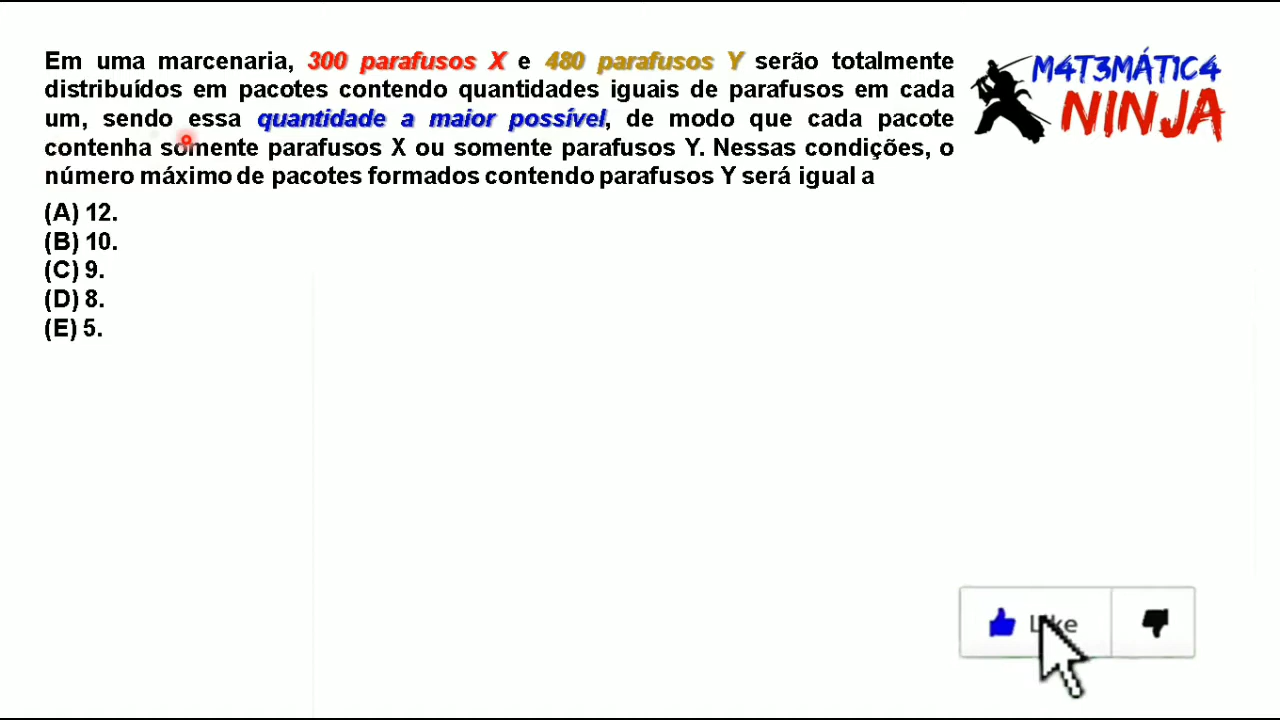 Em uma marcenaria, 300 parafusos X e 480 parafusos Y serão totalmente
distribuídos em pacotes contendo quantidades iguais de parafusos em cada
um, sendo essa quantidade a maior possível, de modo que cada pacote
contenha somente parafusos X ou somente parafusos Y. Nessas condições, o
número máximo de pacotes formados contendo parafusos Y será igual a
(A) 12.
(B) 10.
(C) 9.
(D) 8.
(E) 5.
M4T3MÁTIC4
NINJA
Like